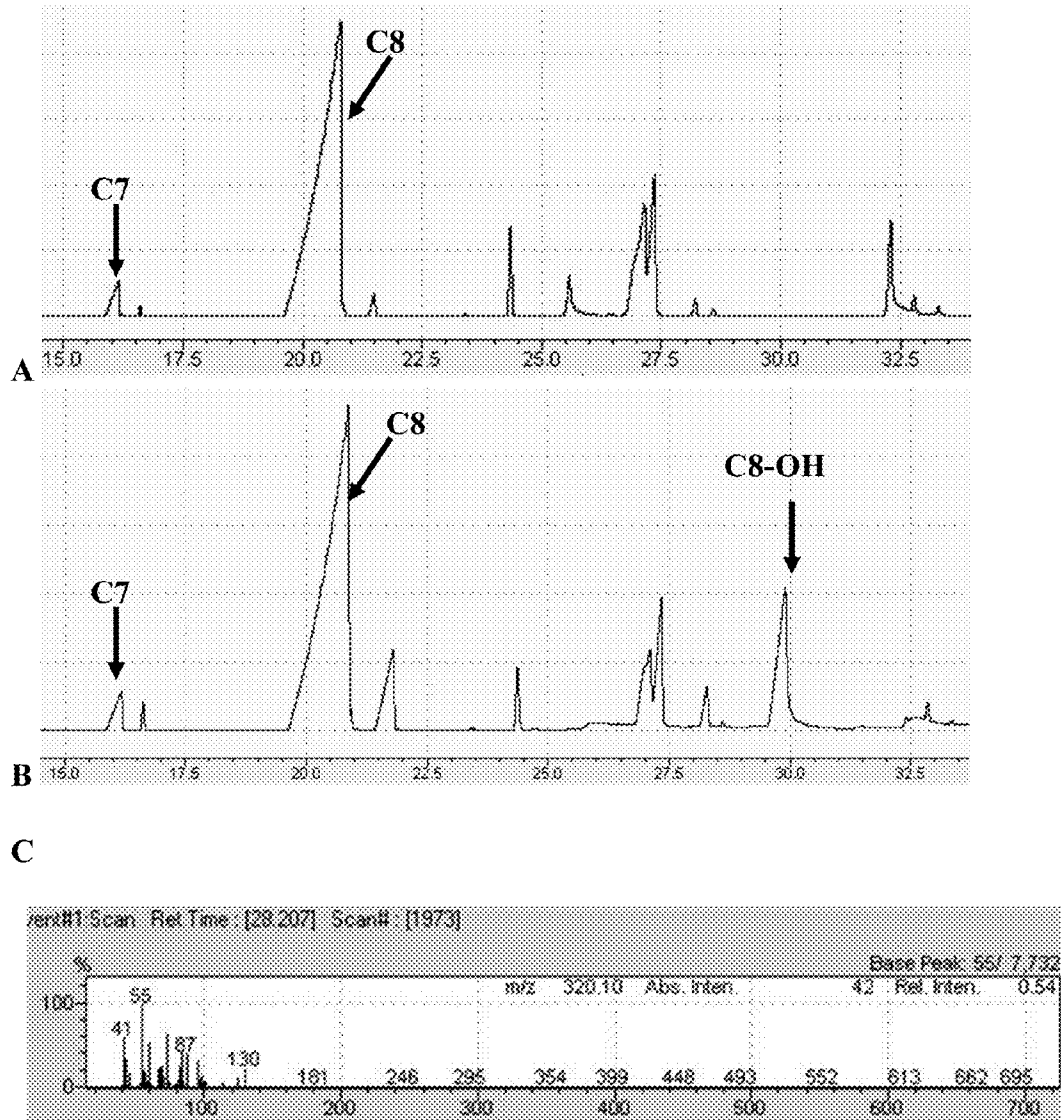 C8
C7
15.0 17.5 20.0 22.5 25.0 27.5 30.0 32.5
A
C8
C8-OH
C7
15.0 17.5 20.0 22.5 25.0 27.5 30.0 32.5
B
C
vent#1 Scan Ret Time : [28.207] Scan# : [1973]
% Base Peak: 55/ 7,732
m/z 320.10 Abs. Inten. 42 Rel. Inten. 0.54
100 55
41 87 130 181 246 295 354 399 448 493 552 613 662 695
0
100 200 300 400 500 600 700